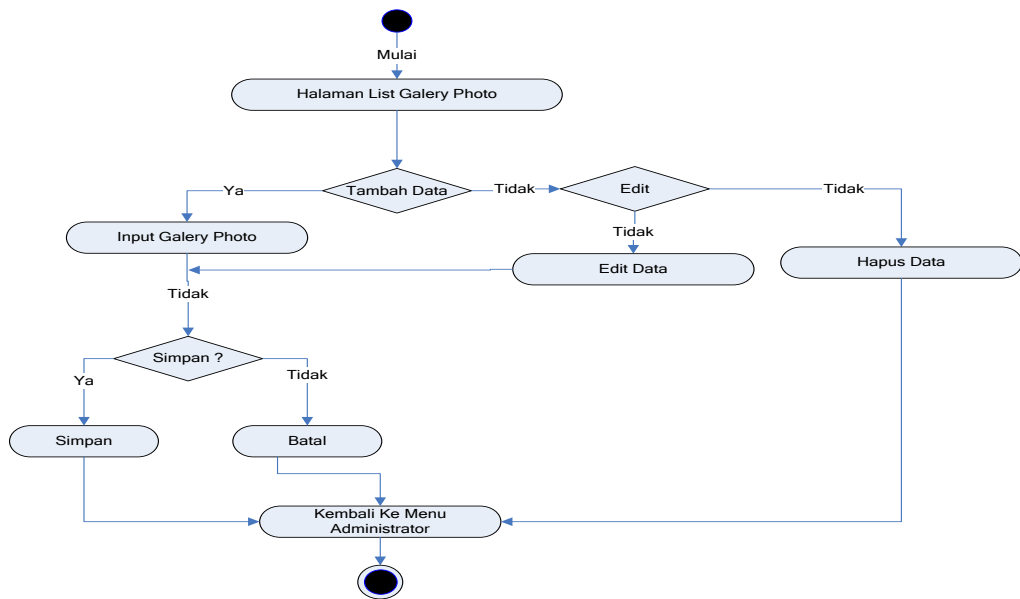 Mulai
Halaman List Galery Photo
Tambah Data
Ya
Tidak
Edit
Tidak
Tidak
Input Galery Photo
Edit Data
Hapus Data
Tidak
Simpan ?
Ya
Tidak
Simpan
Batal
Kembali Ke Menu
Administrator